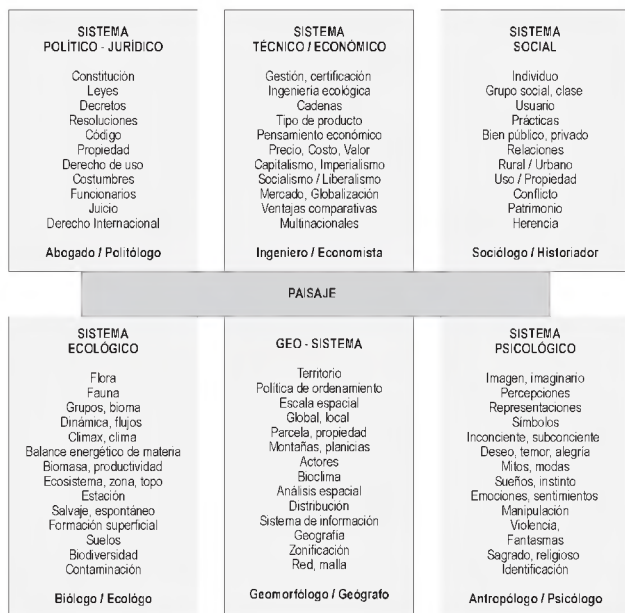 SISTEMA
POLÍTICO - JURÍDICO
Constitución
Leyes
Decretos
Resoluciones
Código
Propiedad
Derecho de uso
Costumbres
Funcionarios
Juicio
Derecho Internacional
Abogado / Politólogo
SISTEMA
TÉCNICO / ECONÓMICO
Gestión, certificación
Ingeniería ecológica
Cadenas
Tipo de producto
Pensamiento económico
Precio, Costo, Valor
Capitalismo, Imperialismo
Socialismo / Liberalismo
Mercado, Globalización
Ventajas comparativas
Multinacionales
Ingeniero / Economista
SISTEMA
SOCIAL
Individuo
Grupo social, clase
Usuario
Prácticas
Bien público, privado
Relaciones
Rural / Urbano
Uso / Propiedad
Conflicto
Patrimonio
Herencia
Sociólogo / Historiador
PAISAJE
SISTEMA
ECOLÓGICO
Flora
Fauna
Grupos, bioma
Dinámica, flujos
Climax, clima
Balance energético de materia
Biomasa, productividad
Ecosistema, zona, topo
Estación
Salvaje, espontáneo
Formación superficial
Suelos
Biodiversidad
Contaminación
Biólogo / Ecológo
GEO - SISTEMA
Territorio
Política de ordenamiento
Escala espacial
Global, local
Parcela, propiedad
Montañas, planicias
Actores
Bioclima
Análisis espacial
Distribución
Sistema de información
Geografía
Zonificación
Red, malla
Geomorfólogo / Geógrafo
SISTEMA
PSICOLÓGICO
Imagen, imaginario
Percepciones
Representaciones
Símbolos
Inconciente, subconciente
Deseo, temor, alegría
Mitos, modas
Sueños, instinto
Emociones, sentimientos
Manipulación
Violencia,
Fantasmas
Sagrado, religioso
Identificación
Antropólogo / Psicólogo